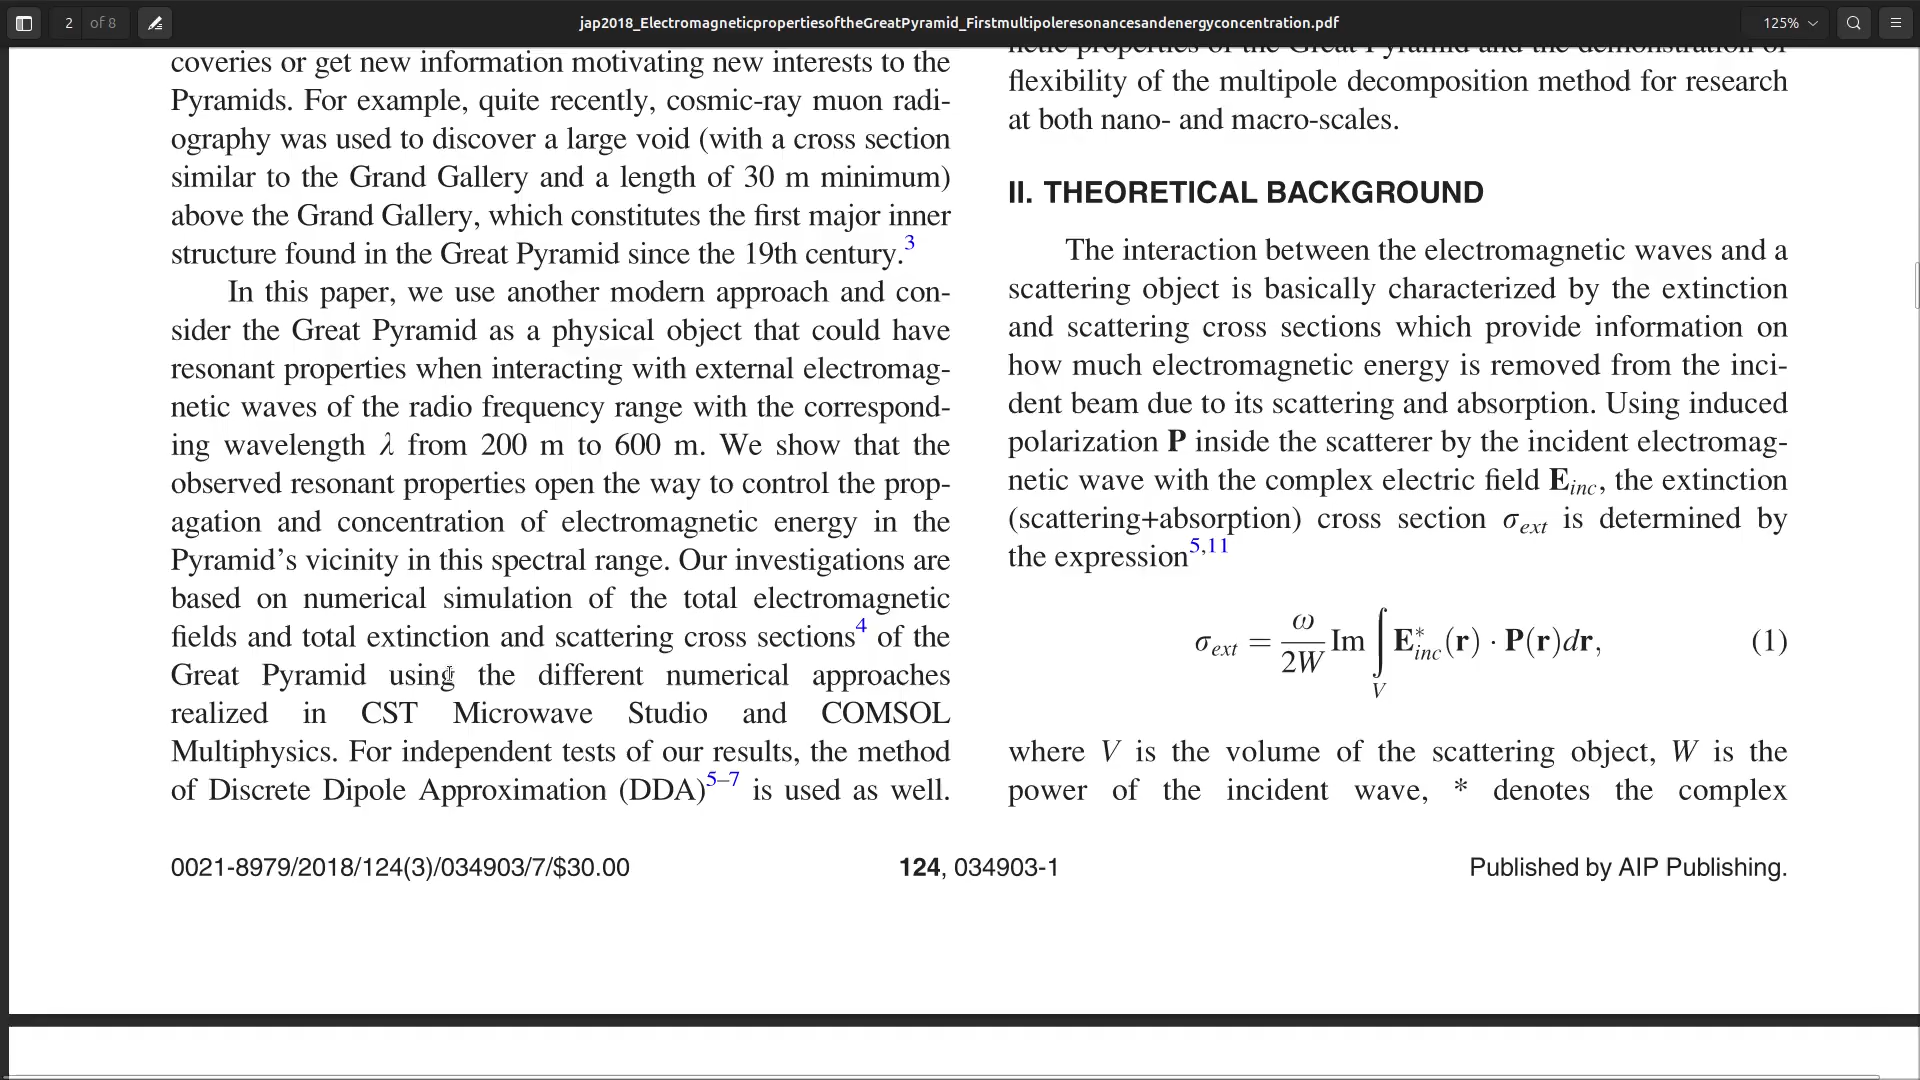 2 of 8
jap2018_ElectromagneticpropertiesoftheGreatPyramid_Firstmultipoleresonancesandenergyconcentration.pdf
125%
coveries or get new information motivating new interests to the
Pyramids. For example, quite recently, cosmic-ray muon radi-
ography was used to discover a large void (with a cross section
similar to the Grand Gallery and a length of 30 m minimum)
above the Grand Gallery, which constitutes the first major inner
structure found in the Great Pyramid since the 19th century.3
In this paper, we use another modern approach and con-
sider the Great Pyramid as a physical object that could have
resonant properties when interacting with external electromag-
netic waves of the radio frequency range with the correspond-
ing wavelength λ from 200 m to 600 m. We show that the
observed resonant properties open the way to control the prop-
agation and concentration of electromagnetic energy in the
Pyramid's vicinity in this spectral range. Our investigations are
based on numerical simulation of the total electromagnetic
fields and total extinction and scattering cross sections4 of the
Great Pyramid using the different numerical approaches
realized in CST Microwave Studio and COMSOL
Multiphysics. For independent tests of our results, the method
of Discrete Dipole Approximation (DDA)5–7 is used as well.
netic properties of the Great Pyramid and the demonstration of
flexibility of the multipole decomposition method for research
at both nano- and macro-scales.
II. THEORETICAL BACKGROUND
The interaction between the electromagnetic waves and a
scattering object is basically characterized by the extinction
and scattering cross sections which provide information on
how much electromagnetic energy is removed from the inci-
dent beam due to its scattering and absorption. Using induced
polarization P inside the scatterer by the incident electromag-
netic wave with the complex electric field E_inc, the extinction
(scattering+absorption) cross section σ_ext is determined by
the expression5,11
σ_ext = ω/2W Im ∫_V E*_inc(r) · P(r)dr, (1)
where V is the volume of the scattering object, W is the
power of the incident wave, * denotes the complex
0021-8979/2018/124(3)/034903/7/$30.00
124, 034903-1
Published by AIP Publishing.